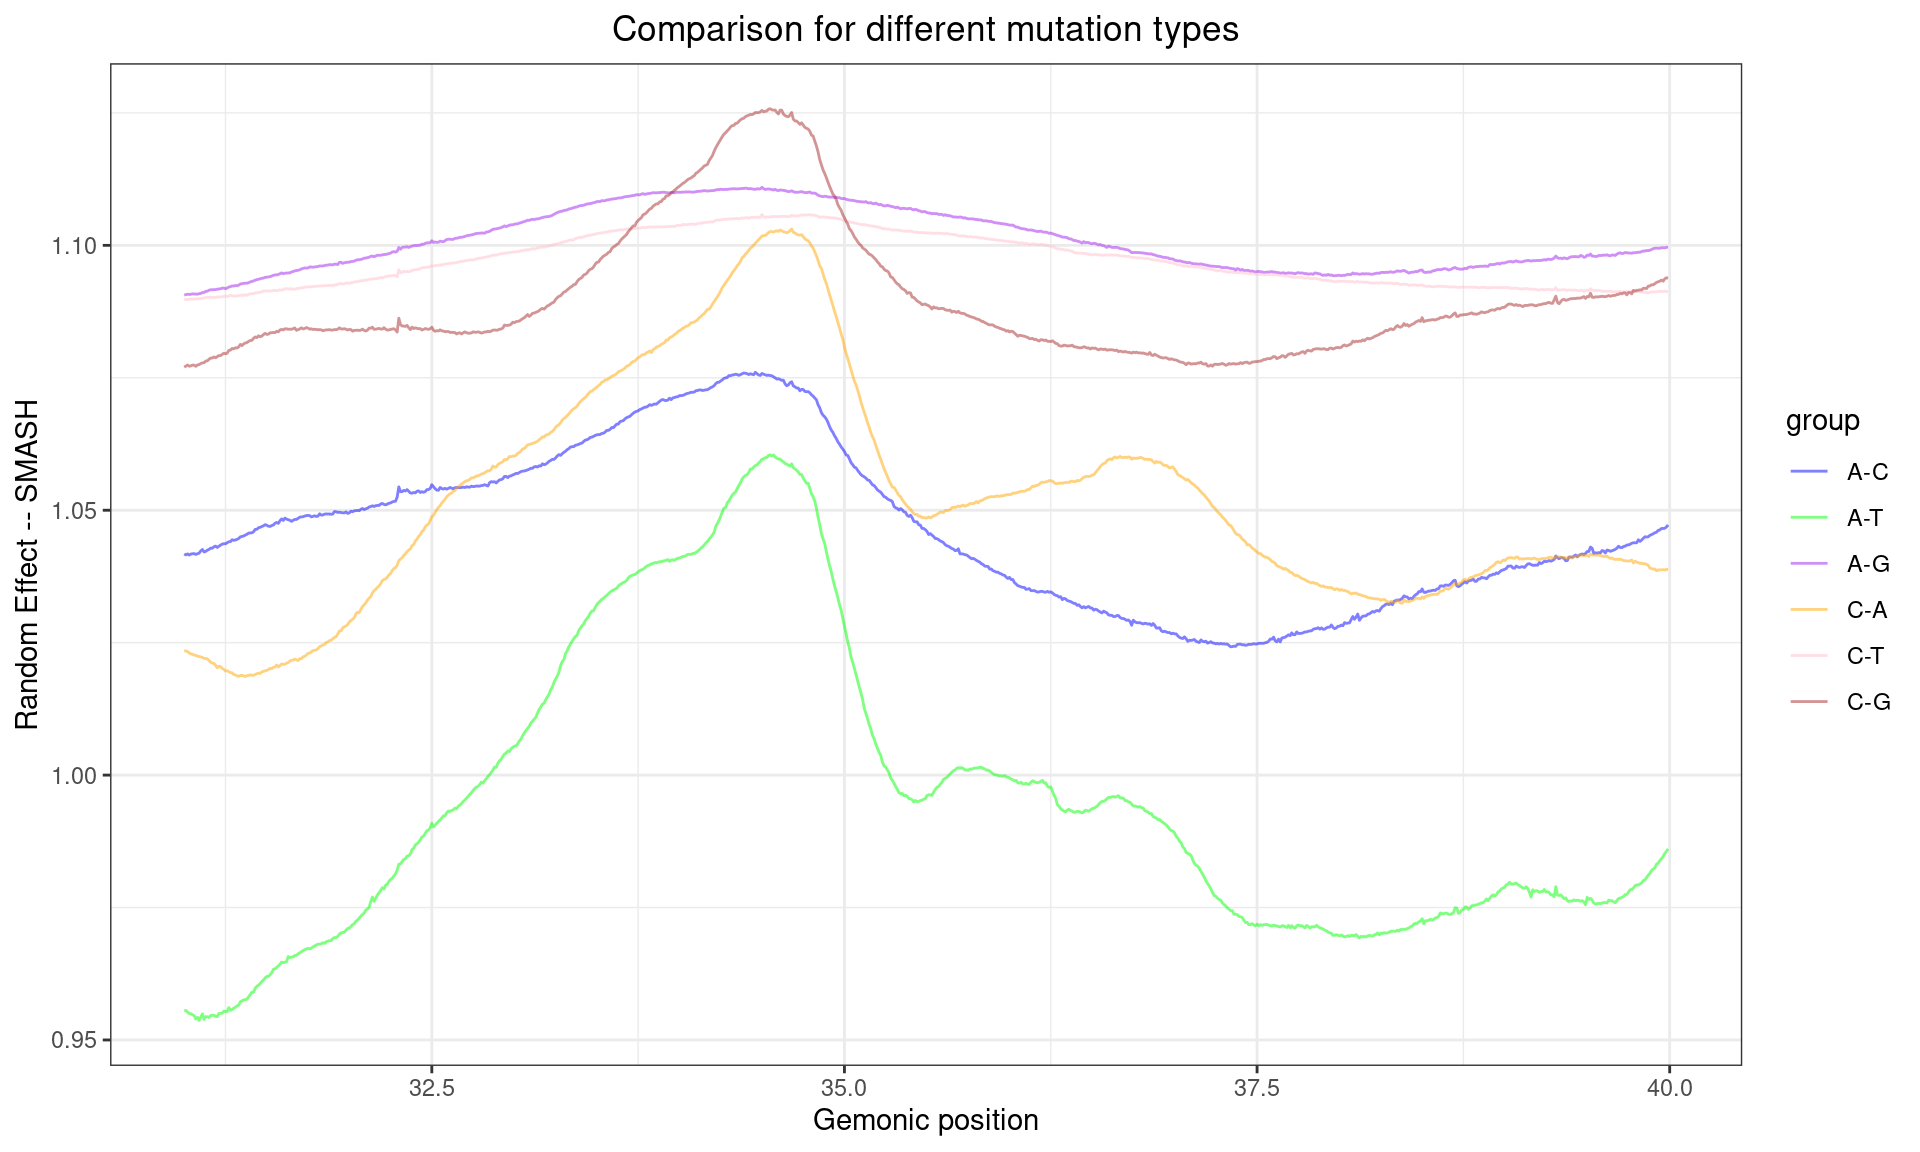 Comparison for different mutation types
Random Effect -- SMASH
1.10
1.05
1.00
0.95
32.5
35.0
37.5
40.0
Gemonic position
group
A-C
A-T
A-G
C-A
C-T
C-G